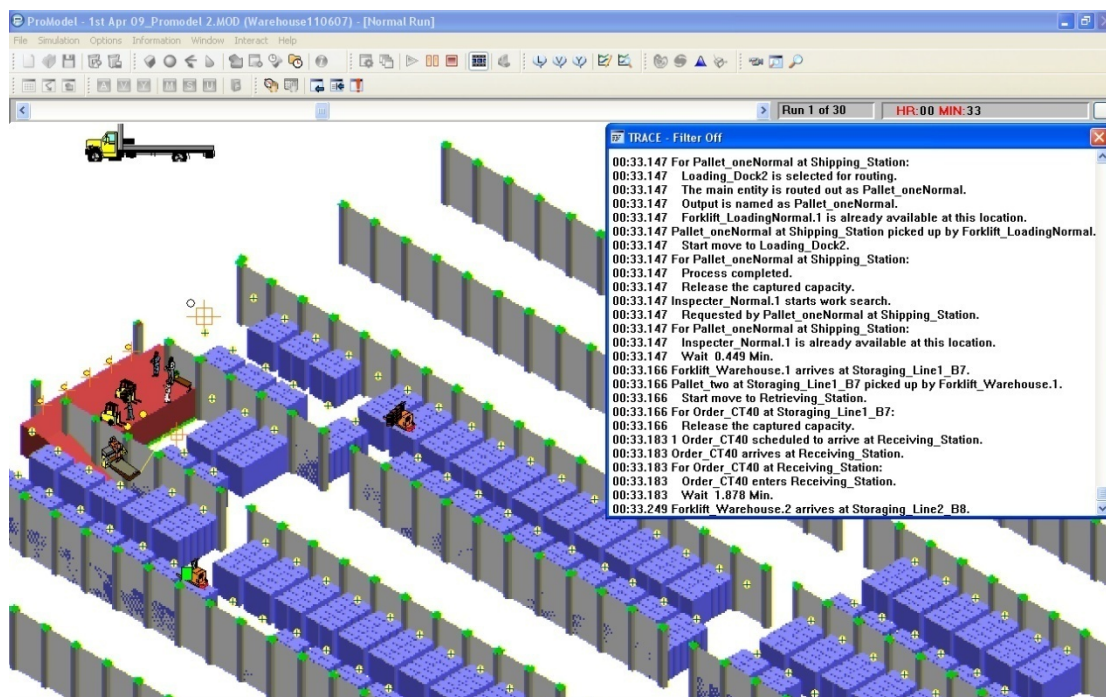 ProModel - 1st Apr 09_Promodel 2.MOD (Warehouse110607) - [Normal Run]
File Simulation Options Information Window Interact Help
Run 1 of 30
HR:00 MIN:33
TRACE - Filter Off
00:33.147 For Pallet_oneNormal at Shipping_Station:
00:33.147 Loading_Dock2 is selected for routing.
00:33.147 The main entity is routed out as Pallet_oneNormal.
00:33.147 Output is named as Pallet_oneNormal.
00:33.147 Forklift_LoadingNormal.1 is already available at this location.
00:33.147 Pallet_oneNormal at Shipping_Station picked up by Forklift_LoadingNormal.
00:33.147 Start move to Loading_Dock2.
00:33.147 For Pallet_oneNormal at Shipping_Station:
00:33.147 Process completed.
00:33.147 Release the captured capacity.
00:33.147 Inspecter_Normal.1 starts work search.
00:33.147 Requested by Pallet_oneNormal at Shipping_Station.
00:33.147 For Pallet_oneNormal at Shipping_Station:
00:33.147 Inspecter_Normal.1 is already available at this location.
00:33.147 Wait 0.449 Min.
00:33.166 Forklift_Warehouse.1 arrives at Storaging_Line1_B7.
00:33.166 Pallet_two at Storaging_Line1_B7 picked up by Forklift_Warehouse.1.
00:33.166 Start move to Retrieving_Station.
00:33.166 For Order_CT40 at Storaging_Line1_B7:
00:33.166 Release the captured capacity.
00:33.183 1 Order_CT40 scheduled to arrive at Receiving_Station.
00:33.183 Order_CT40 arrives at Receiving_Station.
00:33.183 For Order_CT40 at Receiving_Station:
00:33.183 Order_CT40 enters Receiving_Station.
00:33.183 Wait 1.878 Min.
00:33.249 Forklift_Warehouse.2 arrives at Storaging_Line2_B8.